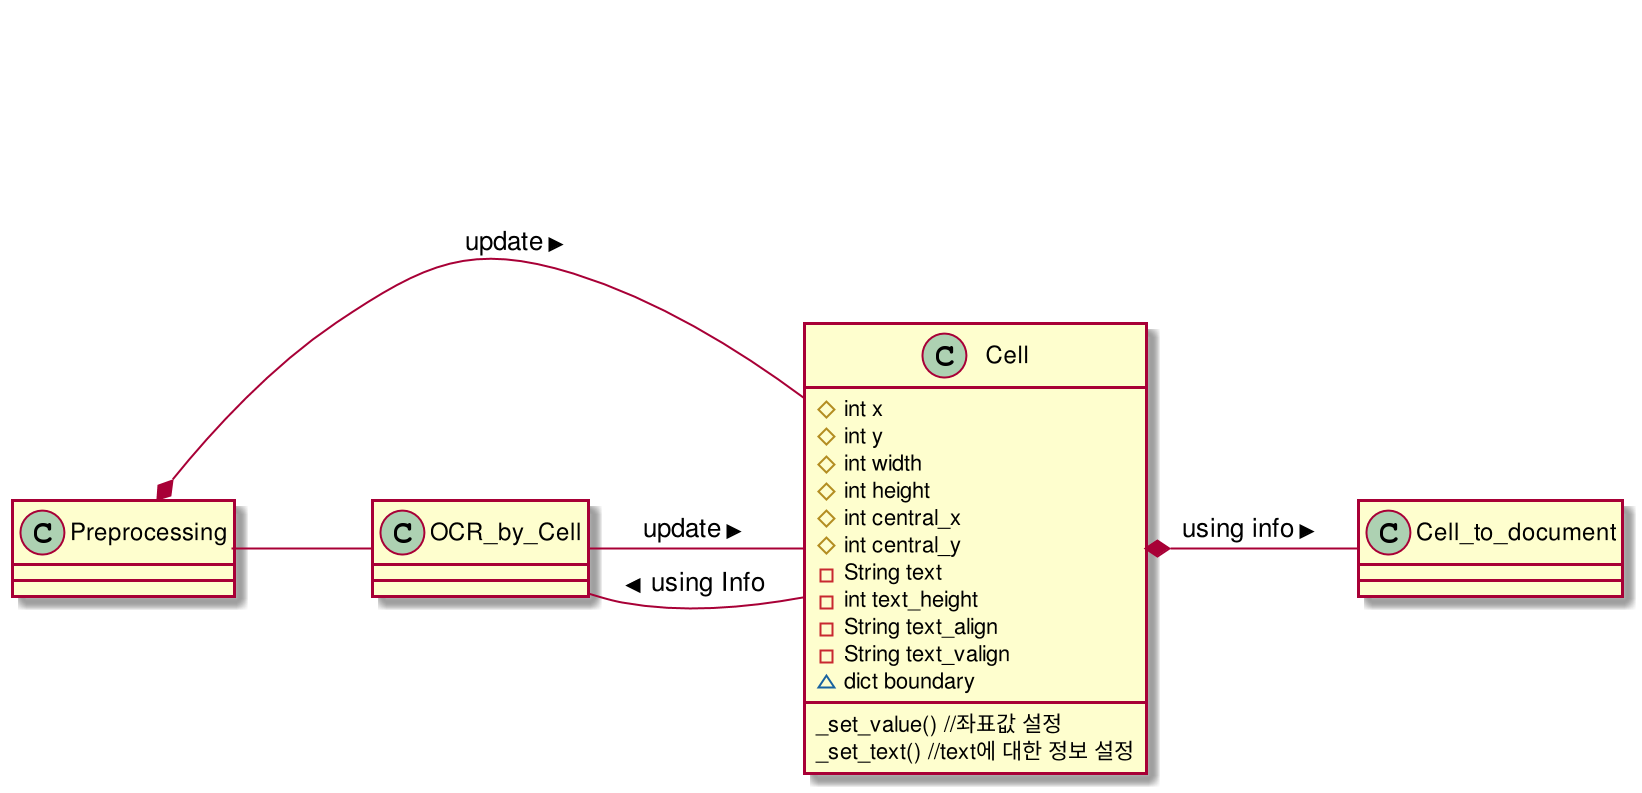 update ▶
C Cell
int x
int y
int width
int height
int central_x
int central_y
String text
int text_height
String text_align
String text_valign
dict boundary
_set_value() //좌표값 설정
_set_text() //text에 대한 정보 설정
C Preprocessing
C OCR_by_Cell
update ▶
◀ using Info
using info ▶
C Cell_to_document